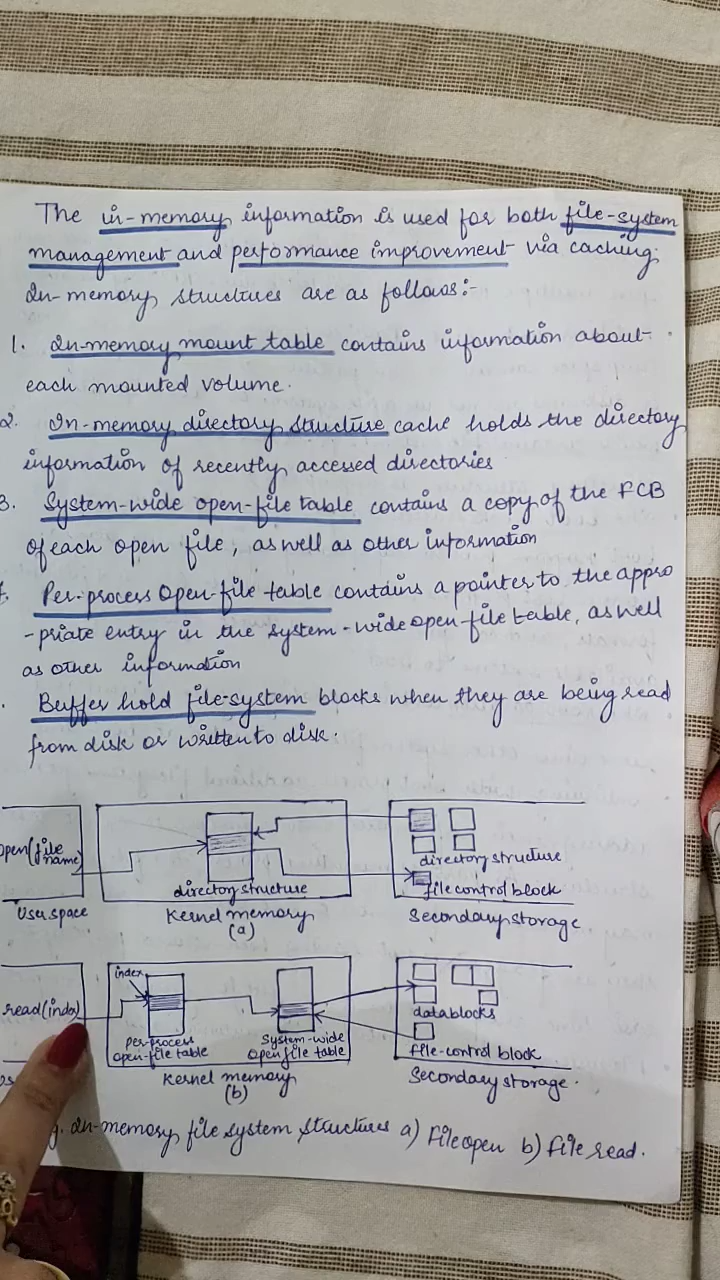 The in-memory information is used for both file-system
management and performance improvement via caching.
In-memory structures are as follows:-
1. In-memory mount table contains information about
each mounted volume.
2. In-memory directory structure cache holds the directory
information of recently accessed directories
3. System-wide open-file table contains a copy of the FCB
of each open file, as well as other information
Per-process open-file table contains a pointer to the appro
-priate entry in the system-wide open-file table, as well
as other information
Buffer hold file-system blocks when they are being read
from disk or written to disk.
open(file
name)
directory structure
directory structure
file control block
User space
Kernel memory
(a)
Secondary storage
index
read(index)
data blocks
per-process
open-file table
System-wide
open file table
file-control block
Kernel memory
(b)
Secondary storage.
In-memory file system structures a) File open b) file read.